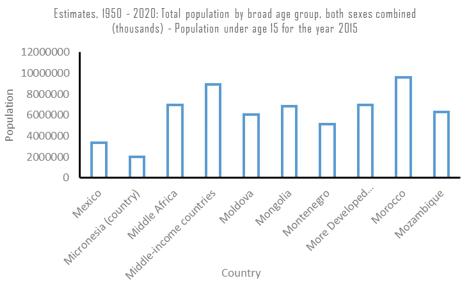 Estimates, 1950 - 2020: Total population by broad age group, both sexes combined
(thousands) - Population under age 15 for the year 2015
Population
12000000
10000000
8000000
6000000
4000000
2000000
0
Mexico
Micronesia (country)
Middle Africa
Middle-income countries
Moldova
Mongolia
Montenegro
More Developed...
Morocco
Mozambique
Country